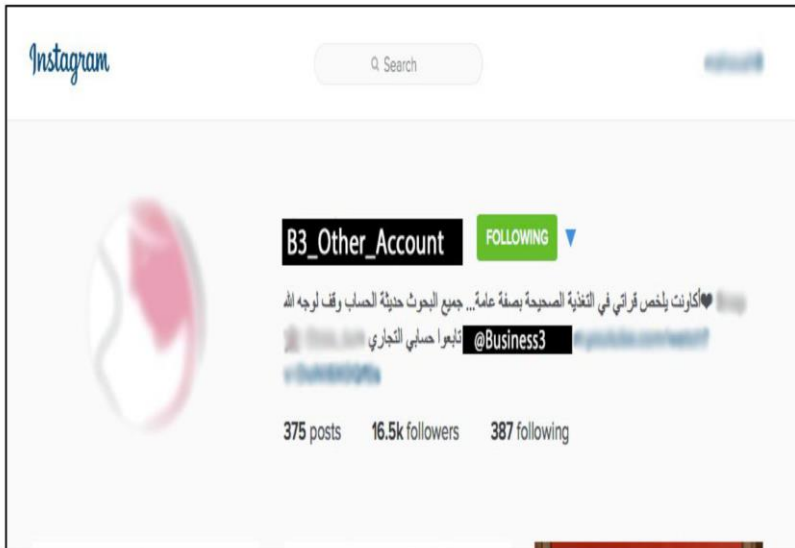 Instagram
Search
B3_Other_Account FOLLOWING
♥أكاونت يلخص قراتي في التغذية الصحيحة بصفة عامة... جميع البحوث حديثة الحساب وقف لوجه الله
تابعوا حسابي التجاري @Business3
375 posts 16.5k followers 387 following